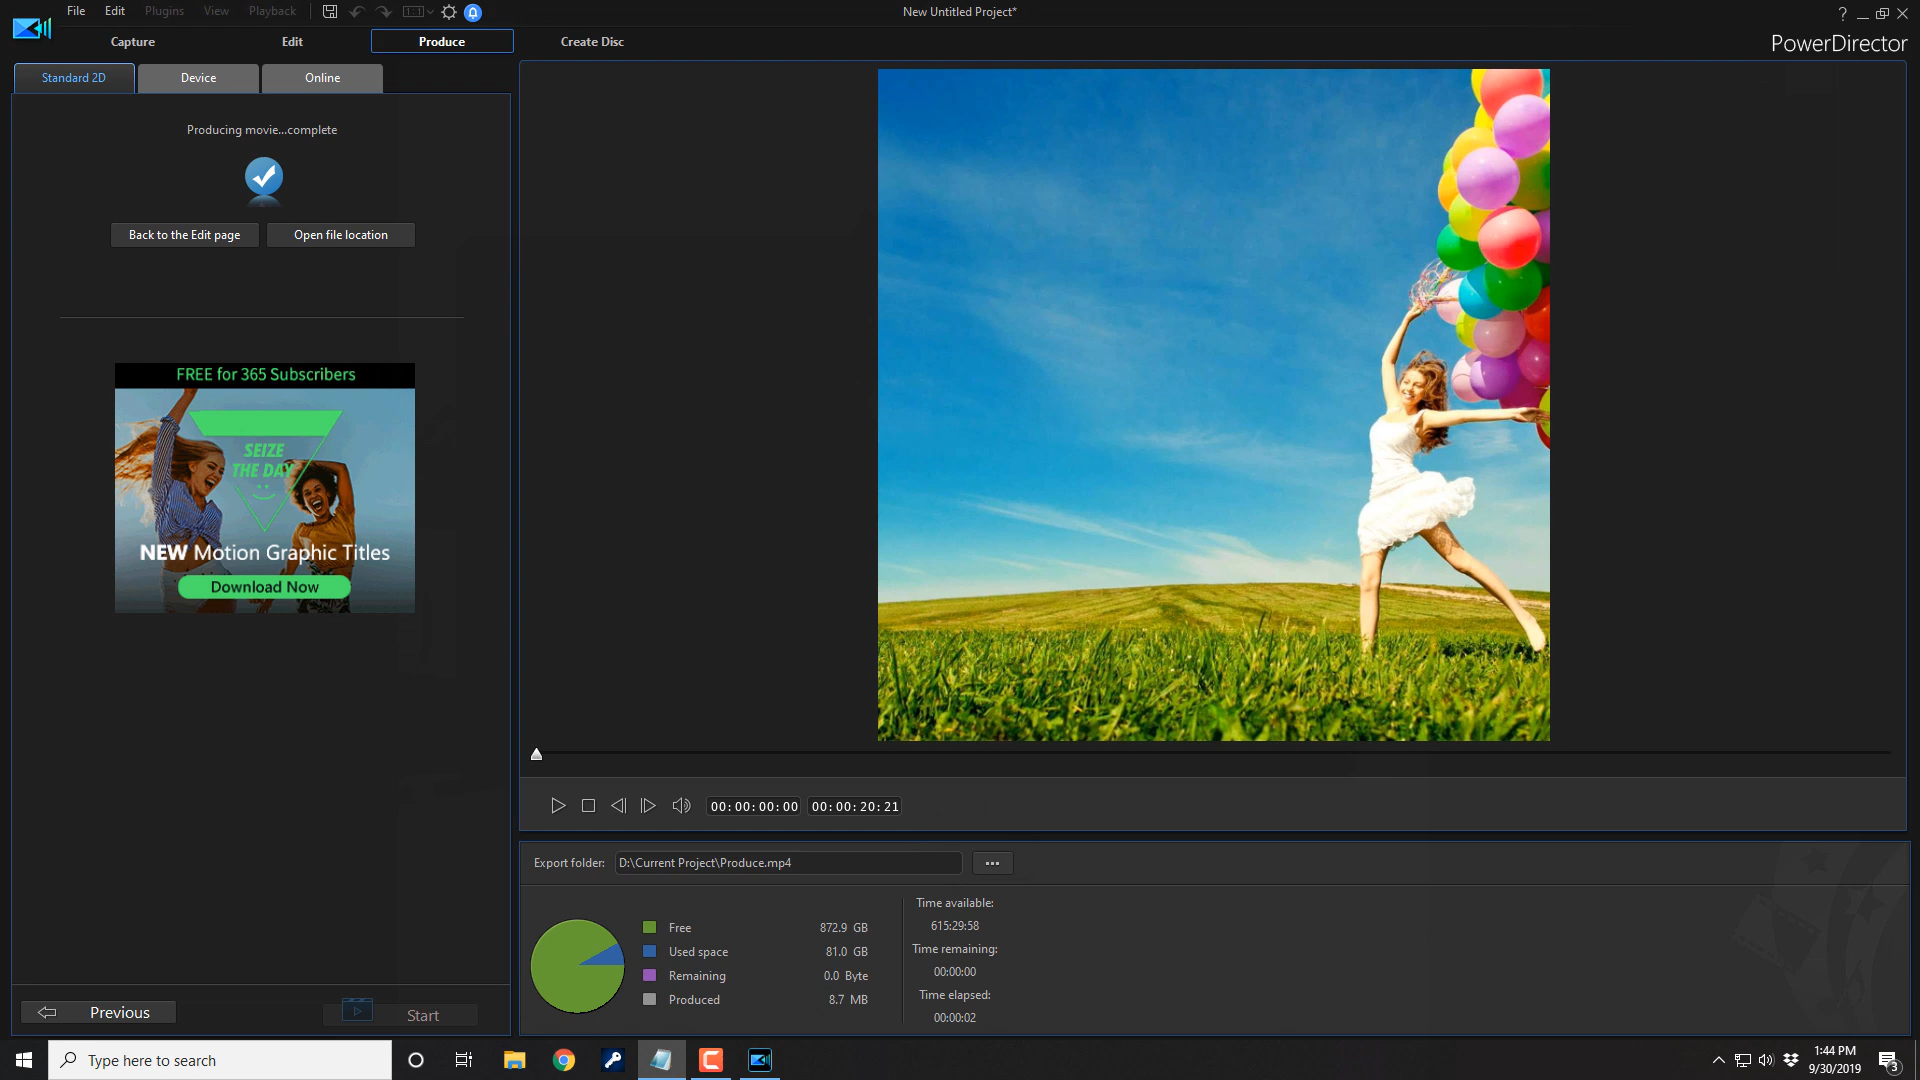 File Edit Plugins View Playback
1:1
New Untitled Project*
?
Capture Edit Produce Create Disc
PowerDirector
Standard 2D Device Online
Producing movie...complete
Back to the Edit page Open file location
FREE for 365 Subscribers
SEIZE
THE DAY
NEW Motion Graphic Titles
Download Now
00:00:00:00 00:00:20:21
Export folder: D:\Current Project\Produce.mp4 ...
Free 872.9 GB
Used space 81.0 GB
Remaining 0.0 Byte
Produced 8.7 MB
Time available:
615:29:58
Time remaining:
00:00:00
Time elapsed:
00:00:02
Previous Start
Type here to search
1:44 PM
9/30/2019
3